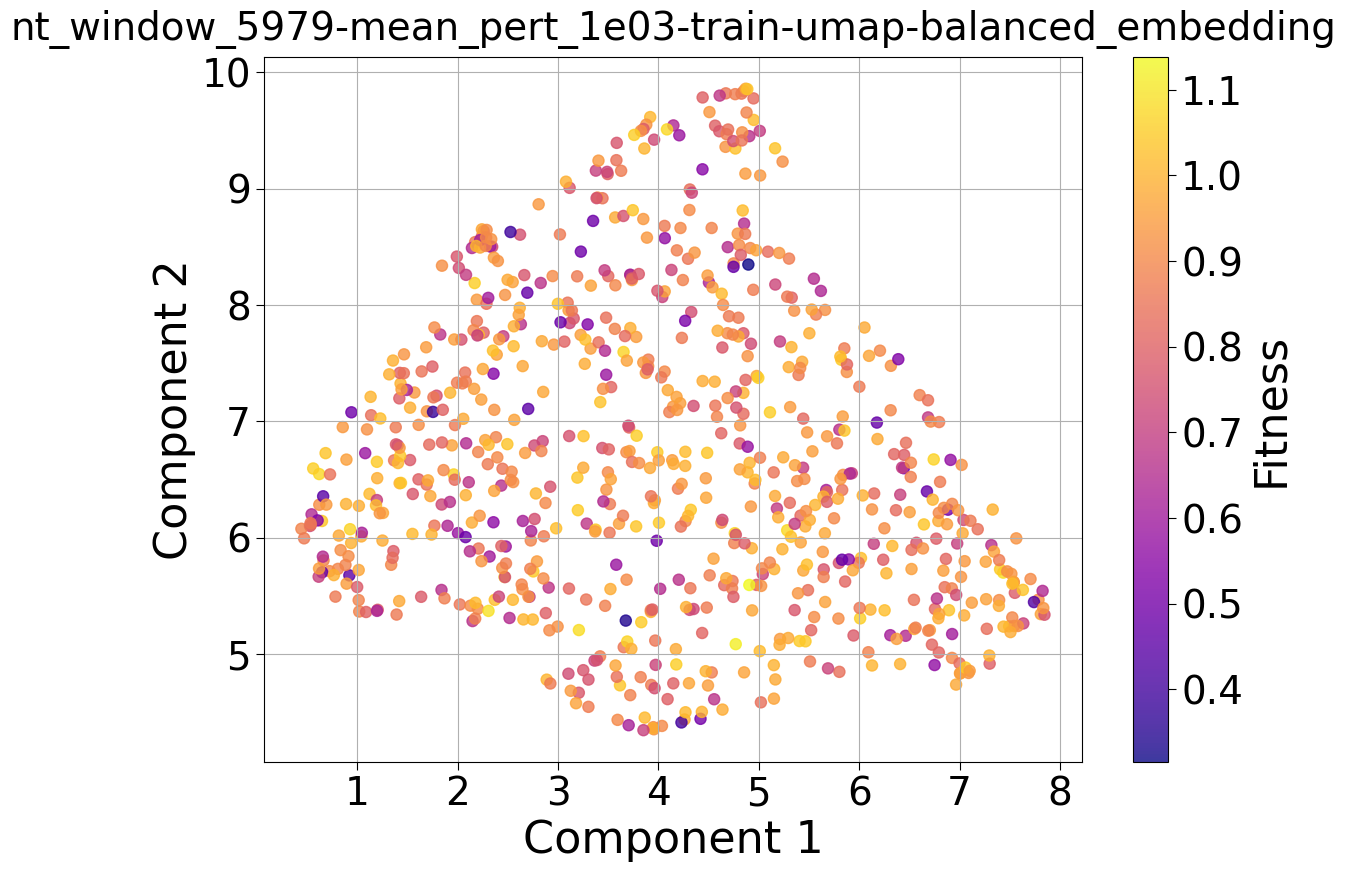 nt_window_5979-mean_pert_1e03-train-umap-balanced_embedding
10
9
8
7
6
5
Component 2
1 2 3 4 5 6 7 8
Component 1
1.1
1.0
0.9
0.8
0.7
0.6
0.5
0.4
Fitness